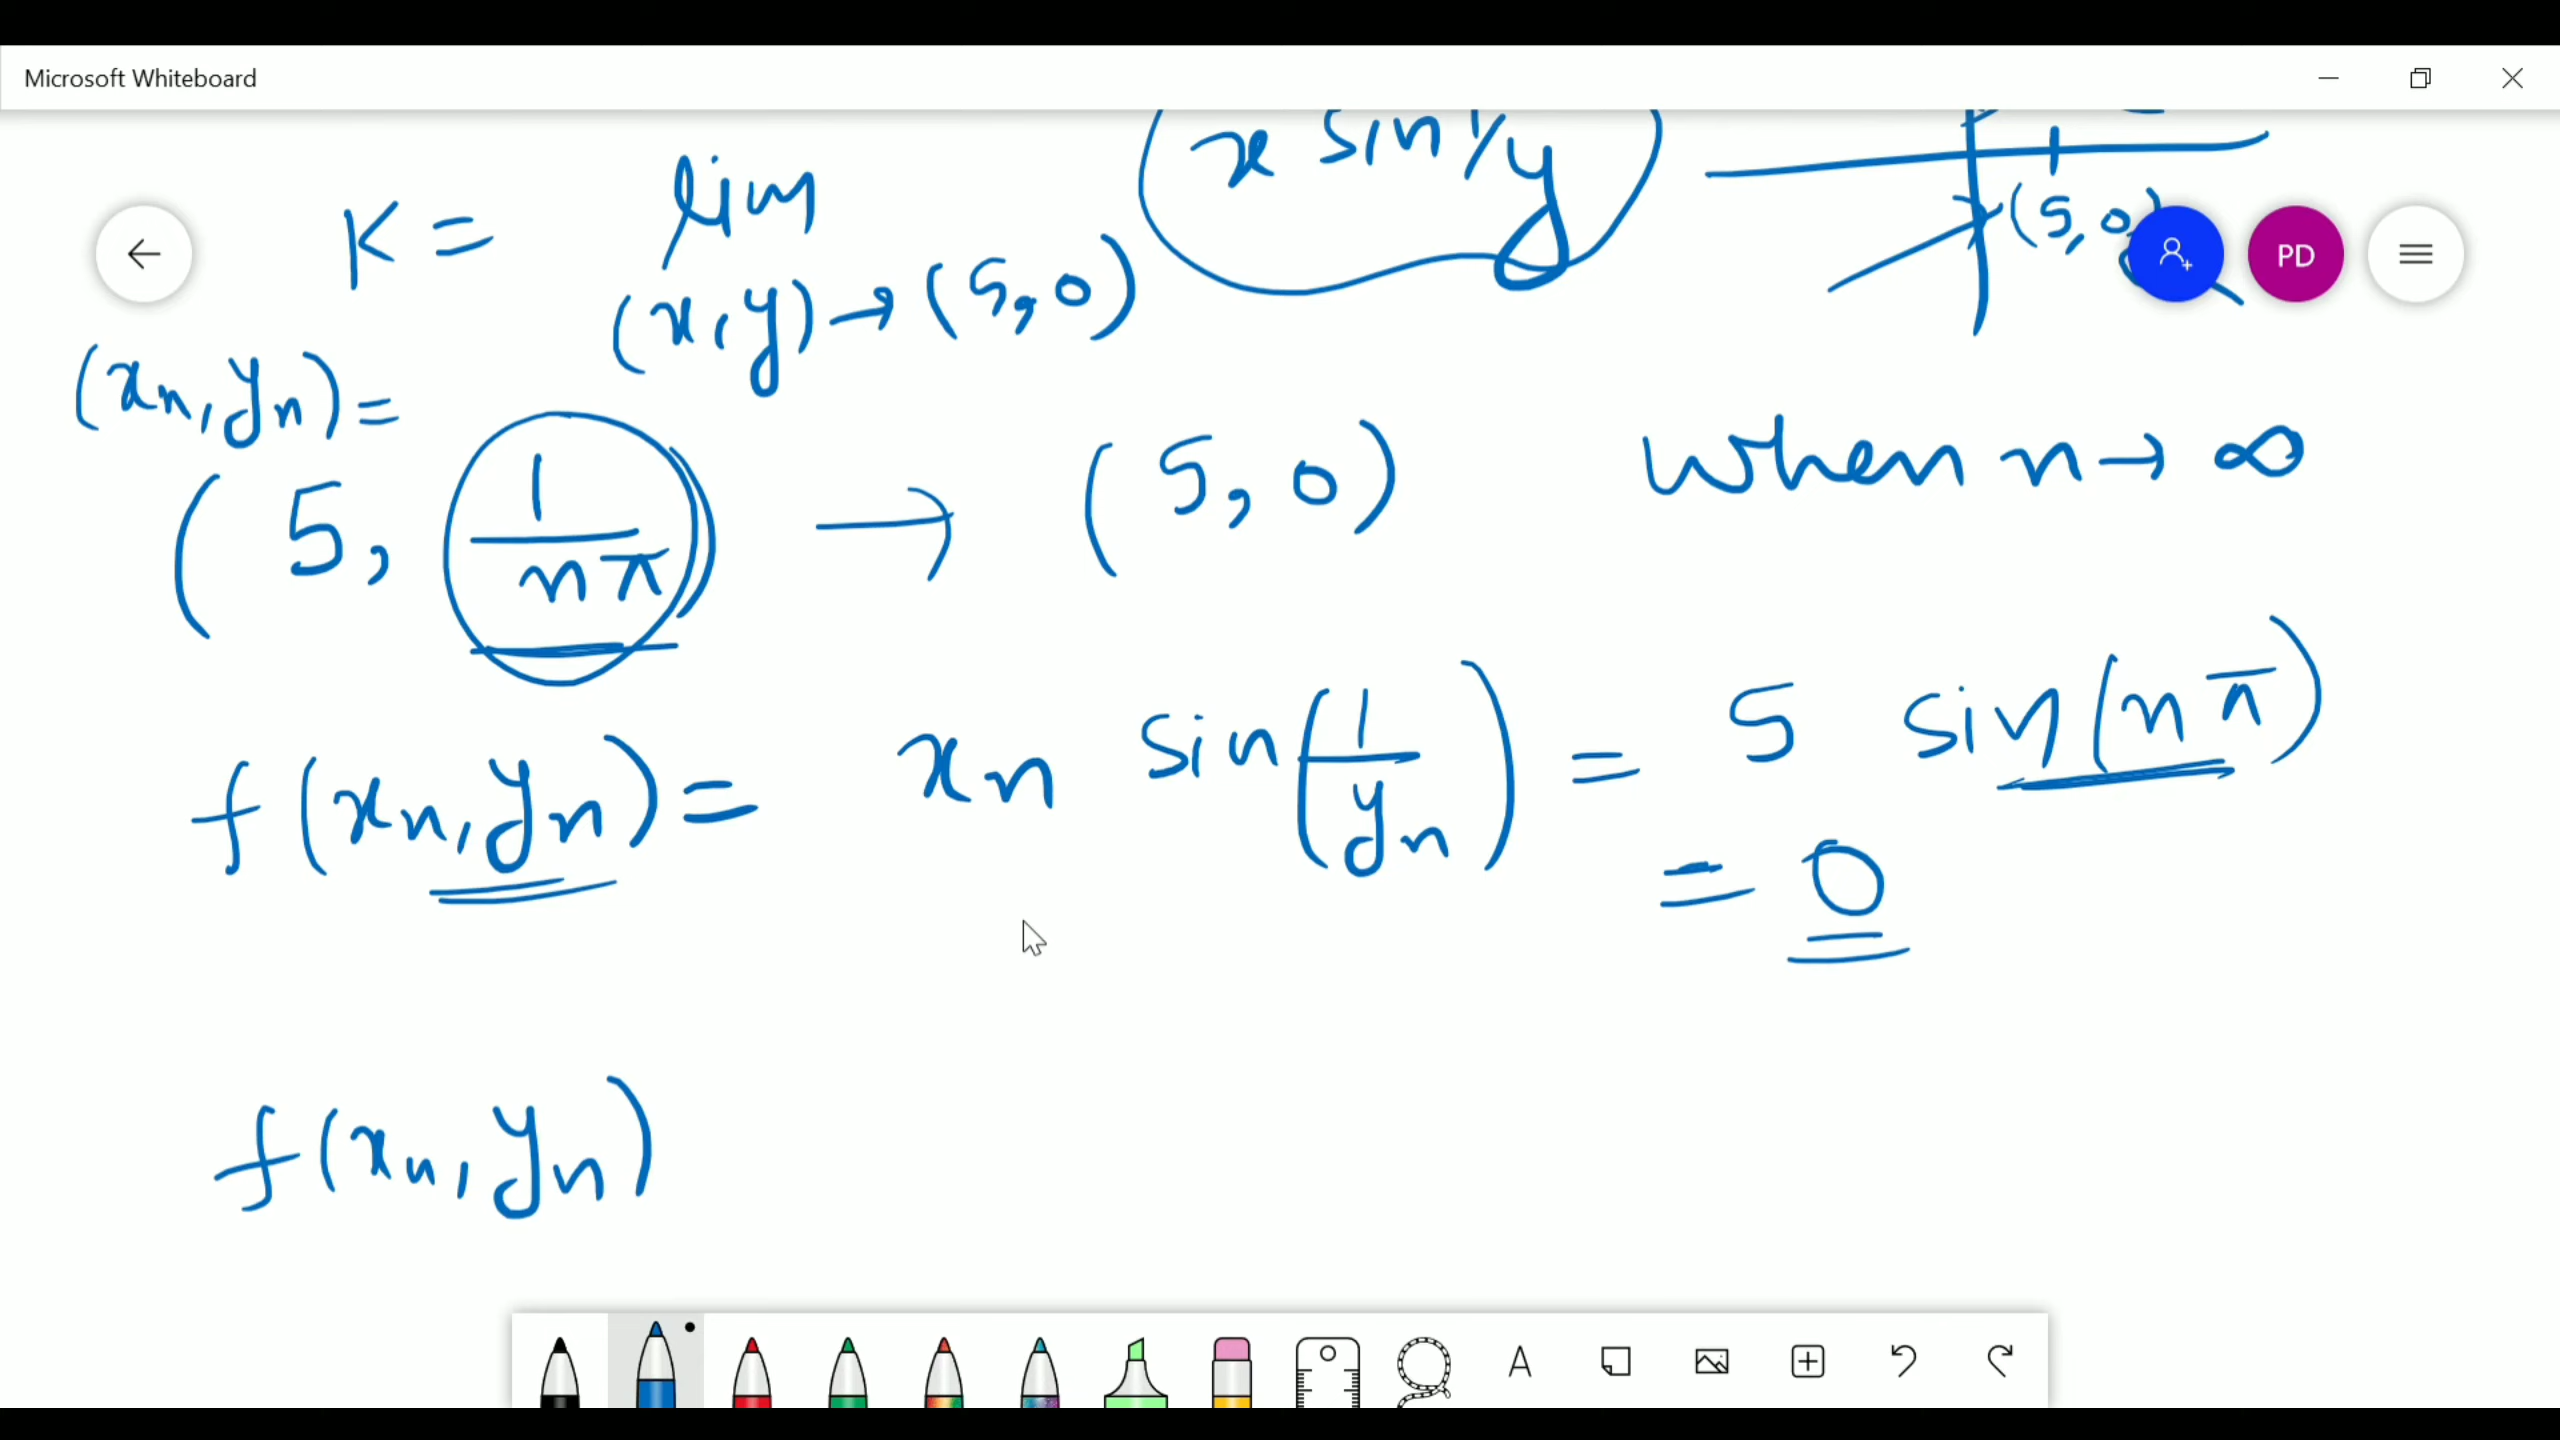 Microsoft Whiteboard
K = lim x sin 1/y
(x,y) → (5,0) (5,0
PD
(xn, yn) =
(5, 1/nπ) → (5,0) when n → ∞
f(xn, yn) = xn sin(1/yn) = 5 sin(nπ)
= 0
f(xn, yn)
A